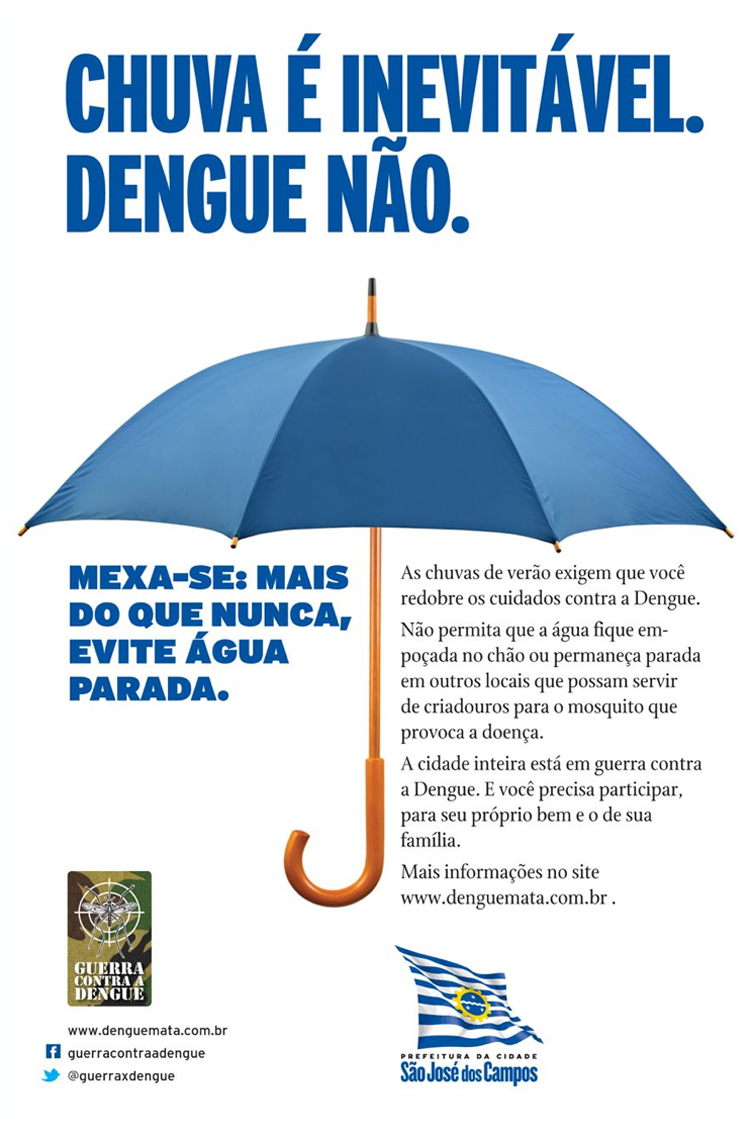 CHUVA É INEVITÁVEL.
DENGUE NÃO.
MEXA-SE: MAIS
DO QUE NUNCA,
EVITE ÁGUA
PARADA.
As chuvas de verão exigem que você
redobre os cuidados contra a Dengue.
Não permita que a água fique em-
poçada no chão ou permaneça parada
em outros locais que possam servir
de criadouros para o mosquito que
provoca a doença.
A cidade inteira está em guerra contra
a Dengue. E você precisa participar,
para seu próprio bem e o de sua
família.
Mais informações no site
www.denguemata.com.br .
GUERRA
CONTRA A
DENGUE
www.denguemata.com.br
guerracontraadengue
@guerraxdengue
PREFEITURA DA CIDADE
São José dos Campos